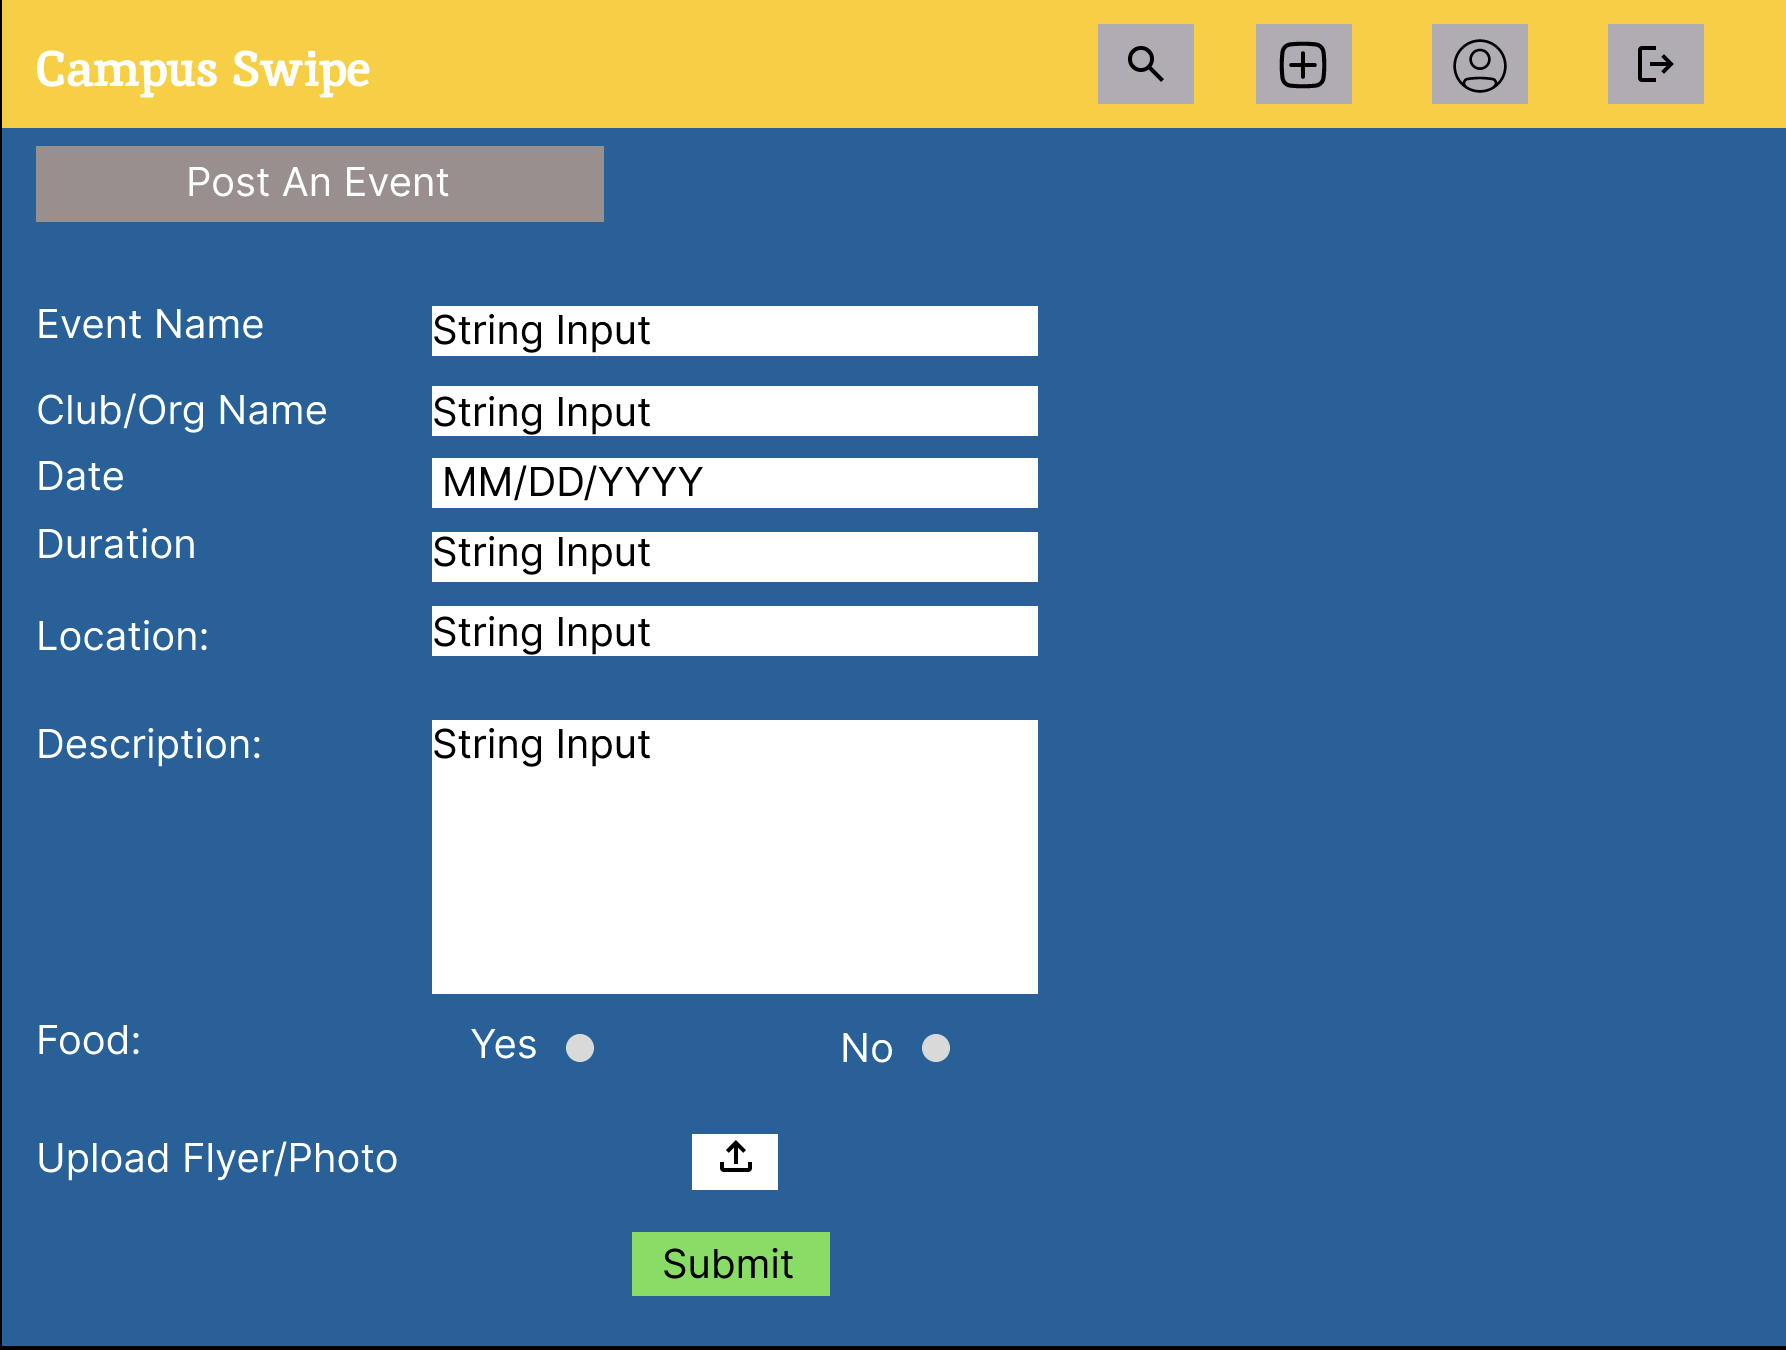 Campus Swipe
Post An Event
Event Name String Input
Club/Org Name String Input
Date MM/DD/YYYY
Duration String Input
Location: String Input
Description: String Input
Food: Yes No
Upload Flyer/Photo
Submit